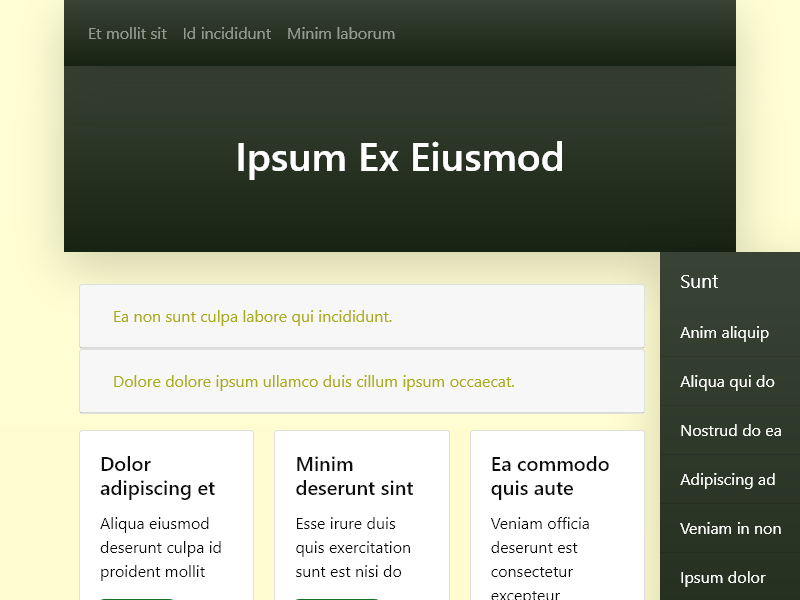 Et mollit sit Id incididunt Minim laborum
Ipsum Ex Eiusmod
Ea non sunt culpa labore qui incididunt.
Dolore dolore ipsum ullamco duis cillum ipsum occaecat.
Dolor
adipiscing et
Aliqua eiusmod
deserunt culpa id
proident mollit
Minim
deserunt sint
Esse irure duis
quis exercitation
sunt est nisi do
Ea commodo
quis aute
Veniam officia
deserunt est
consectetur
excepteur
Sunt
Anim aliquip
Aliqua qui do
Nostrud do ea
Adipiscing ad
Veniam in non
Ipsum dolor